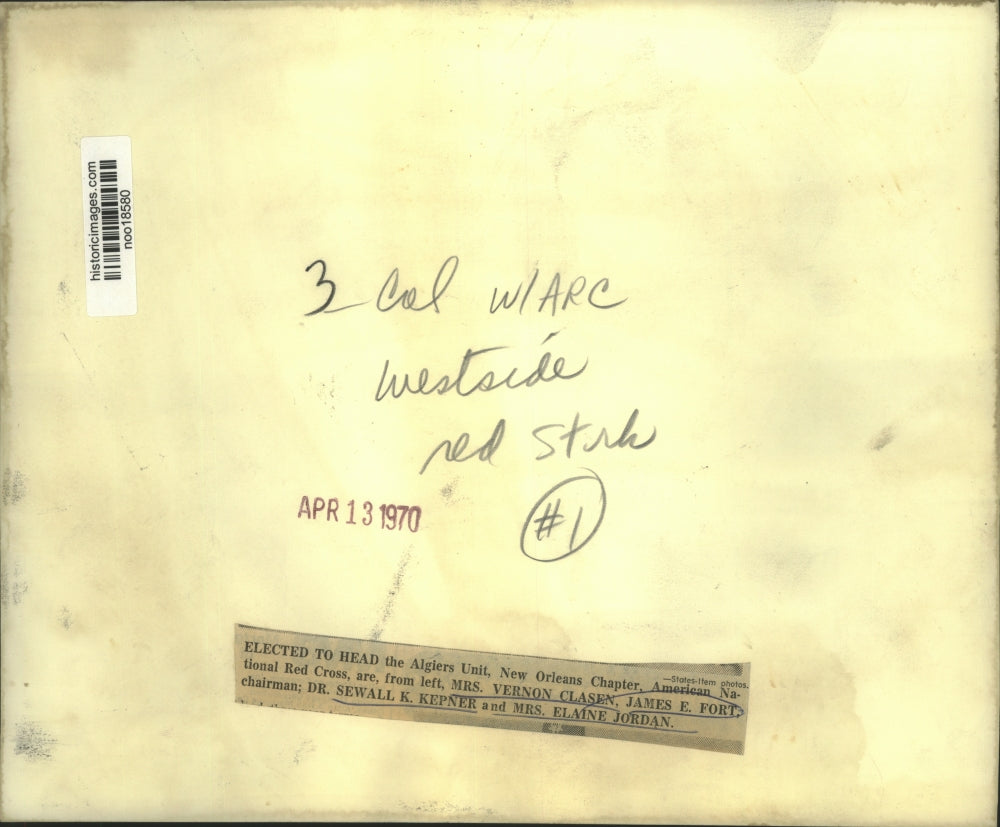 historicimages.com
noo18580
3 Col w/ARC
Westside
red
#1
APR 13 1970
—States-Item photos.
ELECTED TO HEAD the Algiers Unit, New Orleans Chapter, American Na-
tional Red Cross, are, from left, MRS. VERNON CLASEN, JAMES E. FORT,
chairman; DR. SEWALL K. KEPNER and MRS. ELAINE JORDAN.